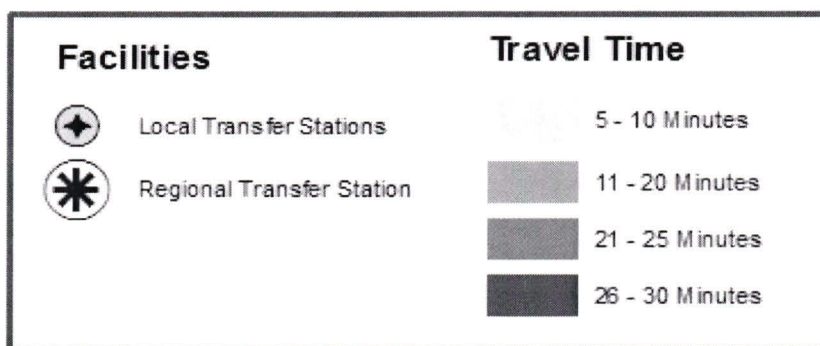 Facilities
Local Transfer Stations
Regional Transfer Station
Travel Time
5 - 10 Minutes
11 - 20 Minutes
21 - 25 Minutes
26 - 30 Minutes